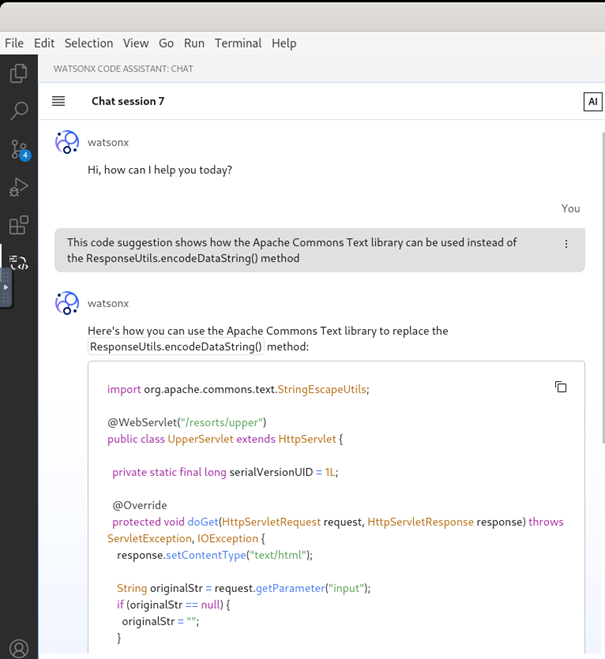 File Edit Selection View Go Run Terminal Help
WATSONX CODE ASSISTANT: CHAT
Chat session 7
AI
watsonx
Hi, how can I help you today?
You
This code suggestion shows how the Apache Commons Text library can be used instead of
the ResponseUtils.encodeDataString() method
4
watsonx
Here's how you can use the Apache Commons Text library to replace the
ResponseUtils.encodeDataString() method:
import org.apache.commons.text.StringEscapeUtils;
@WebServlet("/resorts/upper")
public class UpperServlet extends HttpServlet {
private static final long serialVersionUID = 1L;
@Override
protected void doGet(HttpServletRequest request, HttpServletResponse response) throws
ServletException, IOException {
response.setContentType("text/html");
String originalStr = request.getParameter("input");
if (originalStr == null) {
originalStr = "";
}